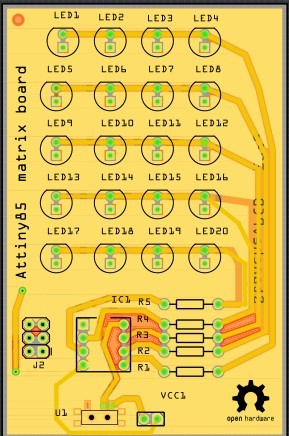 LED1 LED2 LED3 LED4
LED5 LED6 LED7 LED8
LED9 LED10 LED11 LED12
LED13 LED14 LED15 LED16
LED17 LED18 LED19 LED20
Attiny85 matrix board
IC1
R5
R4
R3
R2
R1
J2
U1
VCC1
open hardware